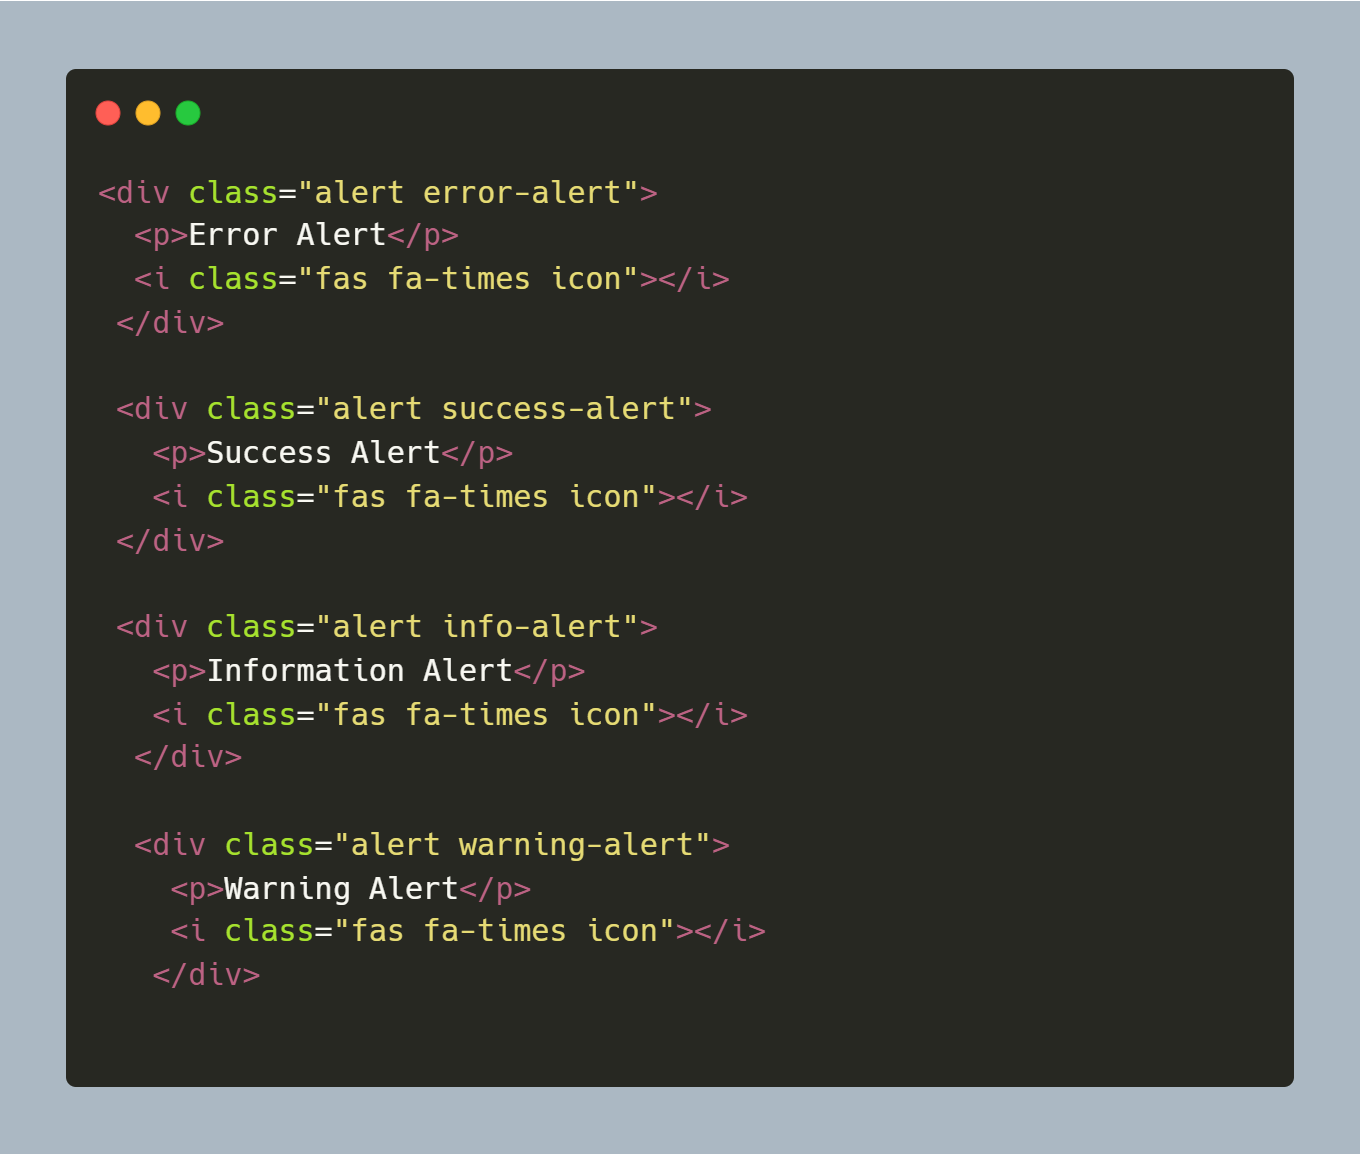 <div class="alert error-alert">
  <p>Error Alert</p>
  <i class="fas fa-times icon"></i>
 </div>

 <div class="alert success-alert">
   <p>Success Alert</p>
   <i class="fas fa-times icon"></i>
 </div>

 <div class="alert info-alert">
   <p>Information Alert</p>
   <i class="fas fa-times icon"></i>
  </div>

  <div class="alert warning-alert">
    <p>Warning Alert</p>
    <i class="fas fa-times icon"></i>
   </div>